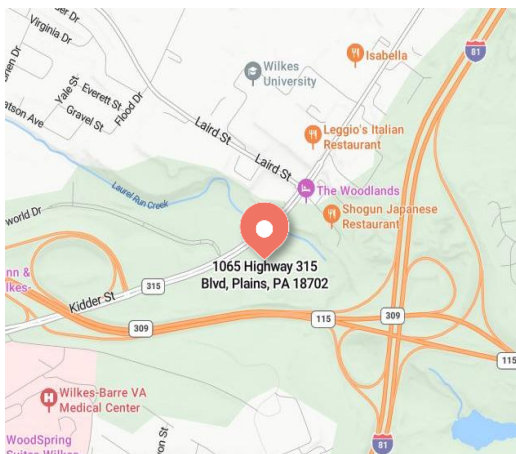 Virginia Dr
Yale St
Everett St
Gravel St
Flood Dr
Laird St
Wilkes
University
Isabella
81
Leggio's Italian
Restaurant
Laird St
Laurel Run Creek
The Woodlands
Shogun Japanese
Restaurant
1065 Highway 315
Blvd, Plains, PA 18702
315
Kidder St
309
115
309
115
Wilkes-Barre VA
Medical Center
WoodSpring
81